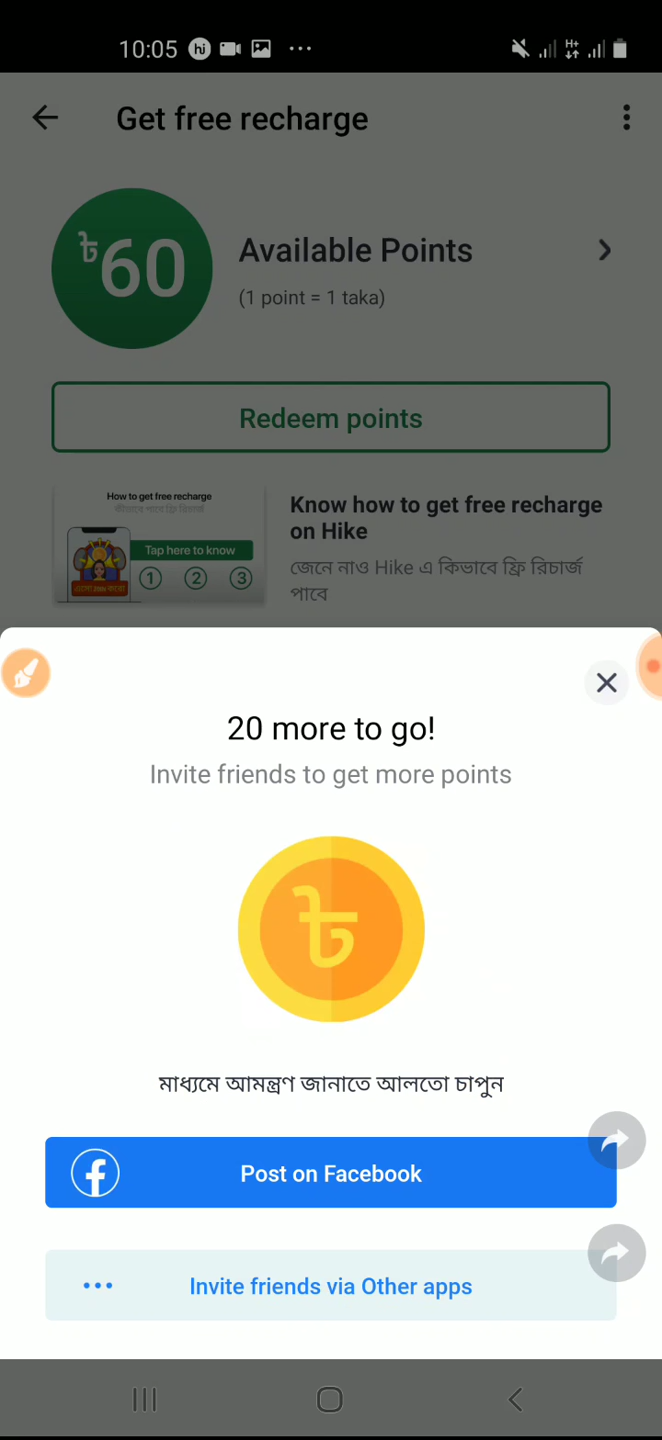 10:05 hi
H+
Get free recharge
৳60
Available Points
(1 point = 1 taka)
Redeem points
How to get free recharge
কীভাবে পাবে ফ্রি রিচার্জ
Tap here to know
1 2 3
Know how to get free recharge
on Hike
জেনে নাও Hike এ কিভাবে ফ্রি রিচার্জ
পাবে
20 more to go!
Invite friends to get more points
৳
মাধ্যমে আমন্ত্রণ জানাতে আলতো চাপুন
Post on Facebook
Invite friends via Other apps